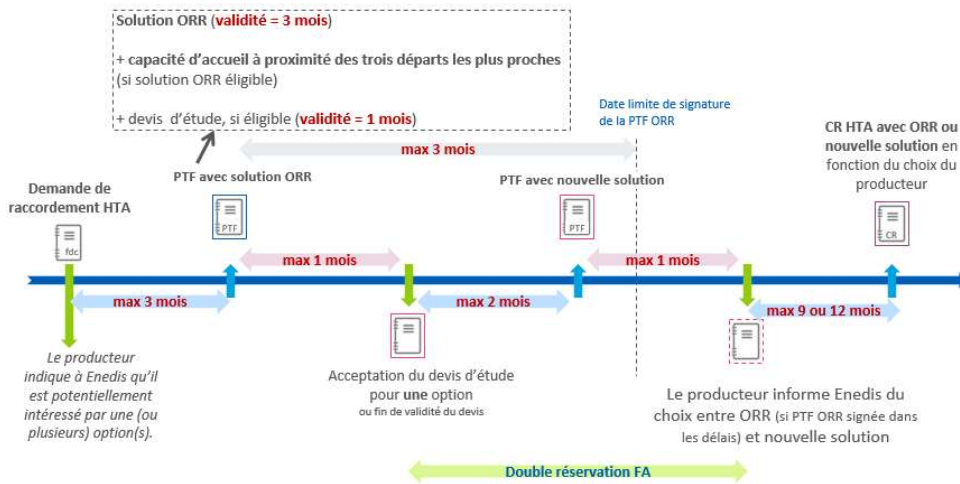 Solution ORR (validité = 3 mois)
+ capacité d'accueil à proximité des trois départs les plus proches
(si solution ORR éligible)
+ devis d'étude, si éligible (validité = 1 mois)
Date limite de signature
de la PTF ORR
max 3 mois
CR HTA avec ORR ou
nouvelle solution en
fonction du choix du
producteur
Demande de
raccordement HTA
PTF avec solution ORR
PTF avec nouvelle solution
fdc
PTF
PTF
CR
max 1 mois
max 1 mois
max 3 mois
max 2 mois
max 9 ou 12 mois
Le producteur
indique à Enedis qu'il
est potentiellement
intéressé par une (ou
plusieurs) option(s).
Acceptation du devis d'étude
pour une option
ou fin de validité du devis
Le producteur informe Enedis du
choix entre ORR (si PTF ORR signée dans
les délais) et nouvelle solution
Double réservation FA